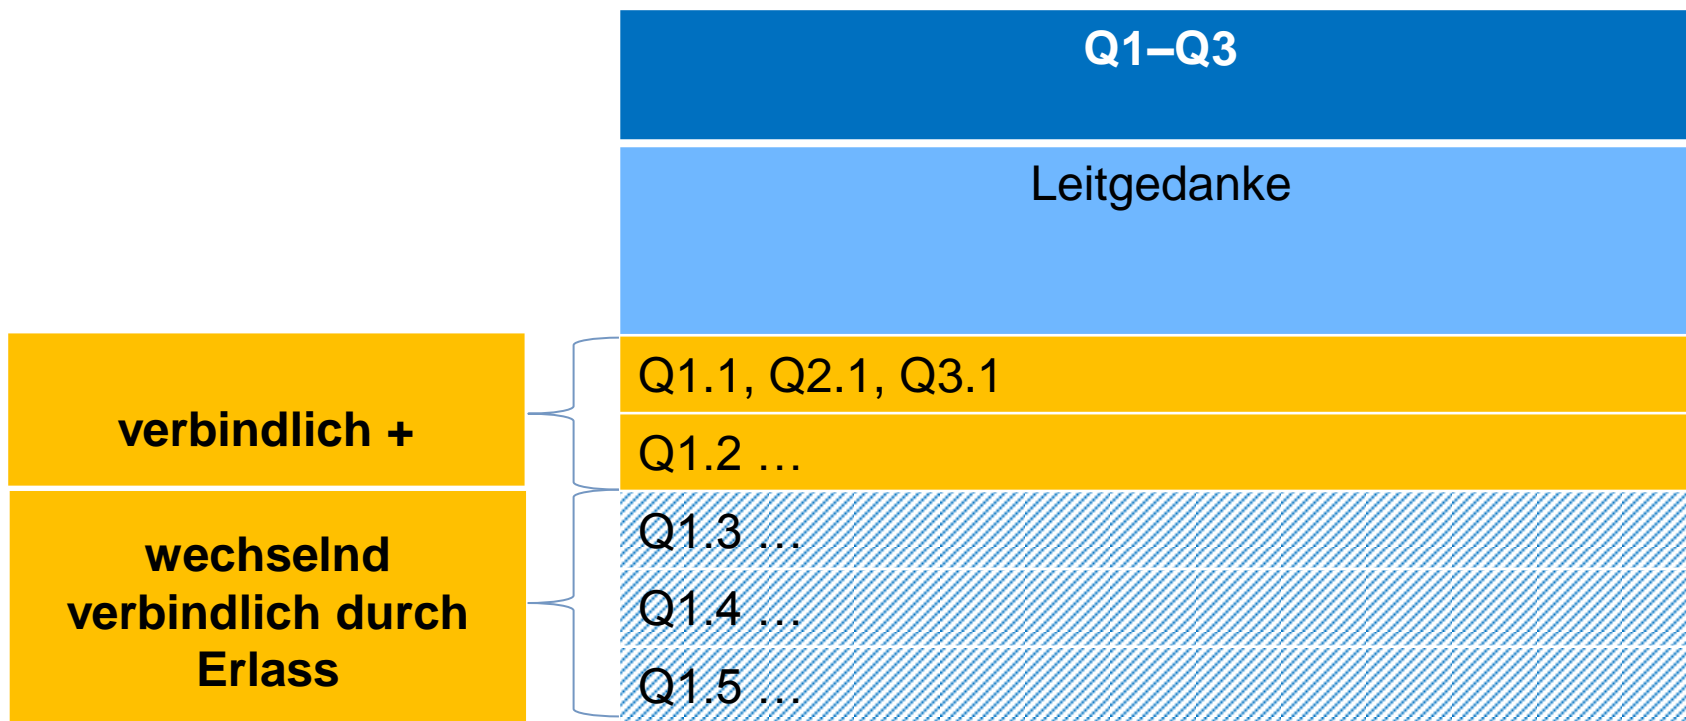 Q1–Q3
Leitgedanke
verbindlich +
Q1.1, Q2.1, Q3.1
Q1.2 …
wechselnd
verbindlich durch
Erlass
Q1.3 …
Q1.4 …
Q1.5 …